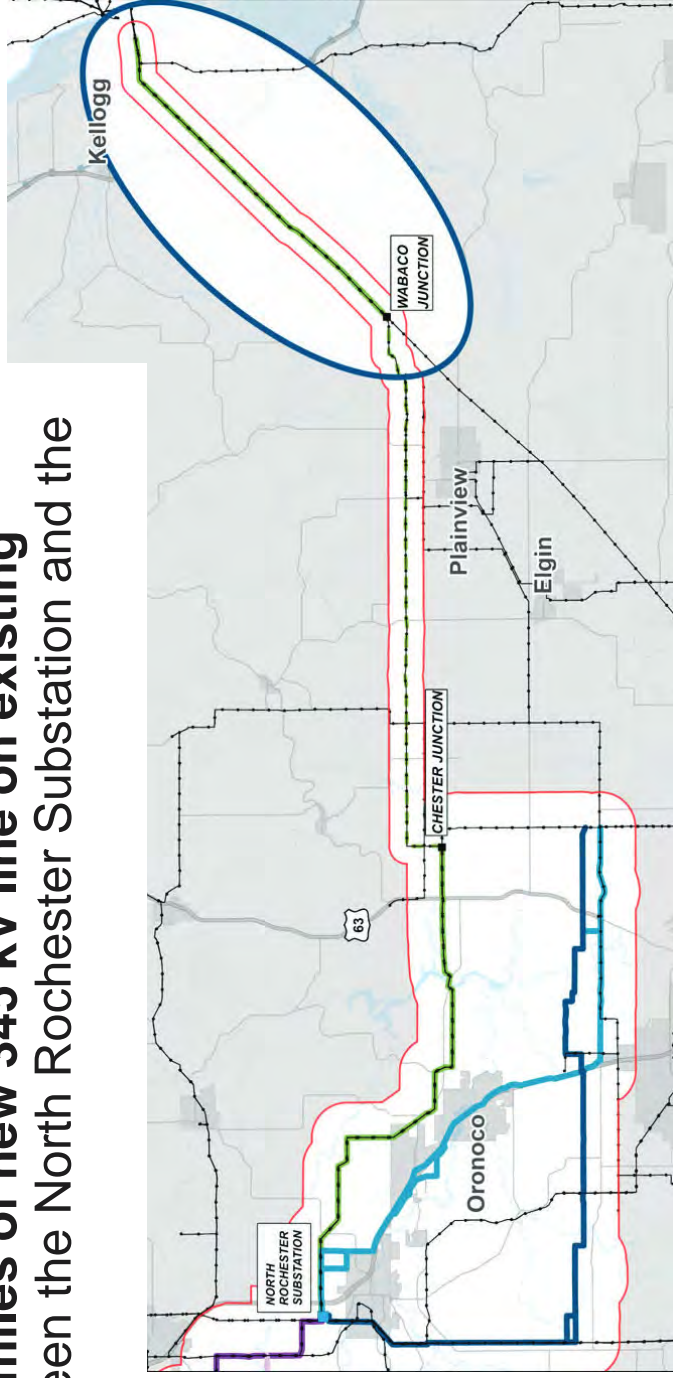 miles of new 345 kV line on existing
een the North Rochester Substation and the
Kellogg
WABACO
JUNCTION
Plainview
Elgin
CHESTER JUNCTION
63
Oronoco
NORTH
ROCHESTER
SUBSTATION